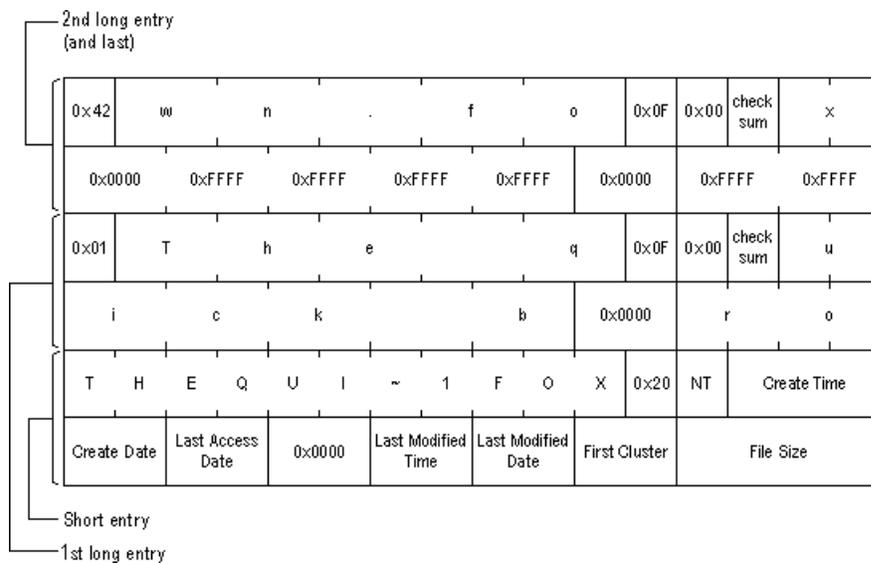 2nd long entry
(and last)
0x42 w n . f o 0x0F 0x00 check sum x
0x0000 0xFFFF 0xFFFF 0xFFFF 0xFFFF 0x0000 0xFFFF 0xFFFF
0x01 T h e q 0x0F 0x00 check sum u
i c k b 0x0000 r o
T H E Q U I ~ 1 F O X 0x20 NT Create Time
Create Date Last Access Date 0x0000 Last Modified Time Last Modified Date First Cluster File Size
Short entry
1st long entry